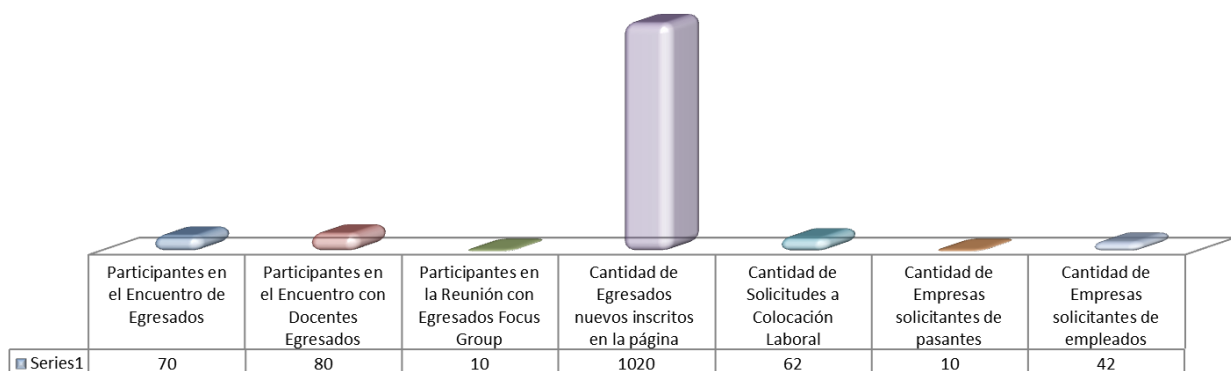 Participantes en
el Encuentro de
Egresados
Participantes en
el Encuentro con
Docentes
Egresados
Participantes en
la Reunión con
Egresados Focus
Group
Cantidad de
Egresados
nuevos inscritos
en la página
Cantidad de
Solicitudes a
Colocación
Laboral
Cantidad de
Empresas
solicitantes de
pasantes
Cantidad de
Empresas
solicitantes de
empleados
Series1 70 80 10 1020 62 10 42